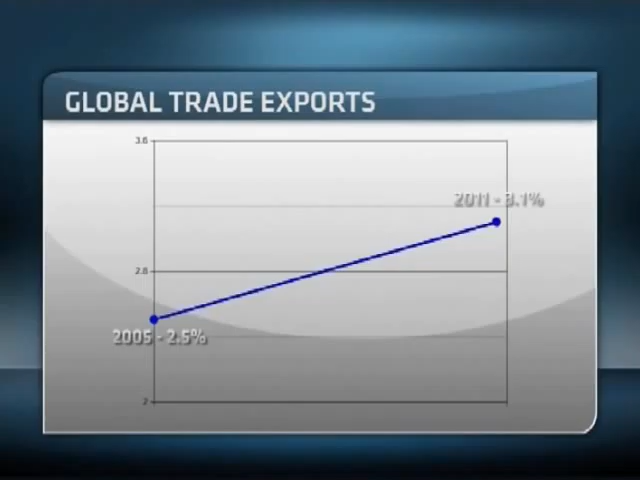 GLOBAL TRADE EXPORTS
3.6
2011 - 3.1%
2.8
2005 - 2.5%
2